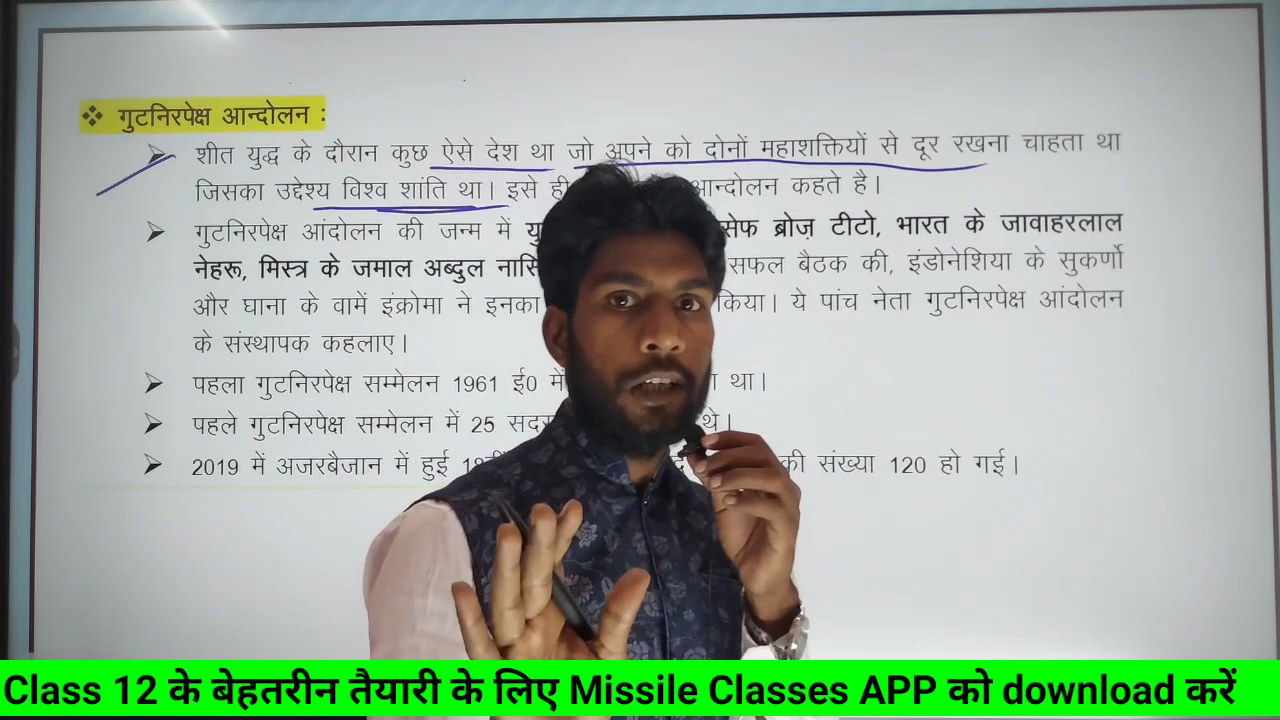 ❖ गुटनिरपेक्ष आन्दोलन :
➢ शीत युद्ध के दौरान कुछ ऐसे देश था जो अपने को दोनों महाशक्तियों से दूर रखना चाहता था
जिसका उद्देश्य विश्व शांति था। इसे ही आन्दोलन कहते है।
➢ गुटनिरपेक्ष आंदोलन की जन्म में ब्रोज़ टीटो, भारत के जावाहरलाल
नेहरू, मिस्त्र के जमाल अब्दुल सफल बैठक की, इंडोनेशिया के सुकर्णो
और घाना के वामें इंक्रोमा ने इनका किया। ये पांच नेता गुटनिरपेक्ष आंदोलन
के संस्थापक कहलाए।
➢ पहला गुटनिरपेक्ष सम्मेलन 1961 ई0 में था।
➢ पहले गुटनिरपेक्ष सम्मेलन में 25 थे।
➢ 2019 में अजरबैजान में हुई की संख्या 120 हो गई।
Class 12 के बेहतरीन तैयारी के लिए Missile Classes APP को download करें